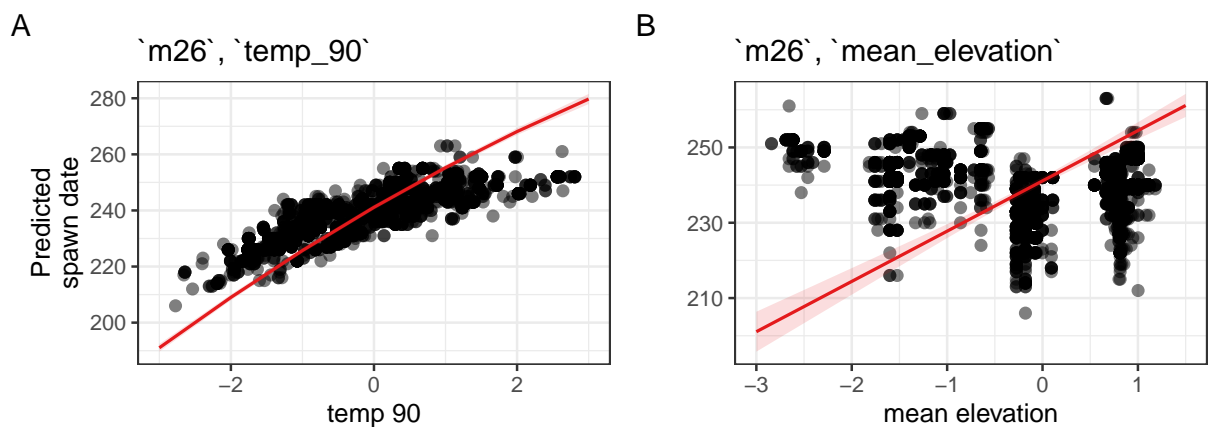 A
`m26`, `temp_90`
280
260
240
220
200
Predicted
spawn date
−2
0
2
temp 90
B
`m26`, `mean_elevation`
250
230
210
−3
−2
−1
0
1
mean elevation